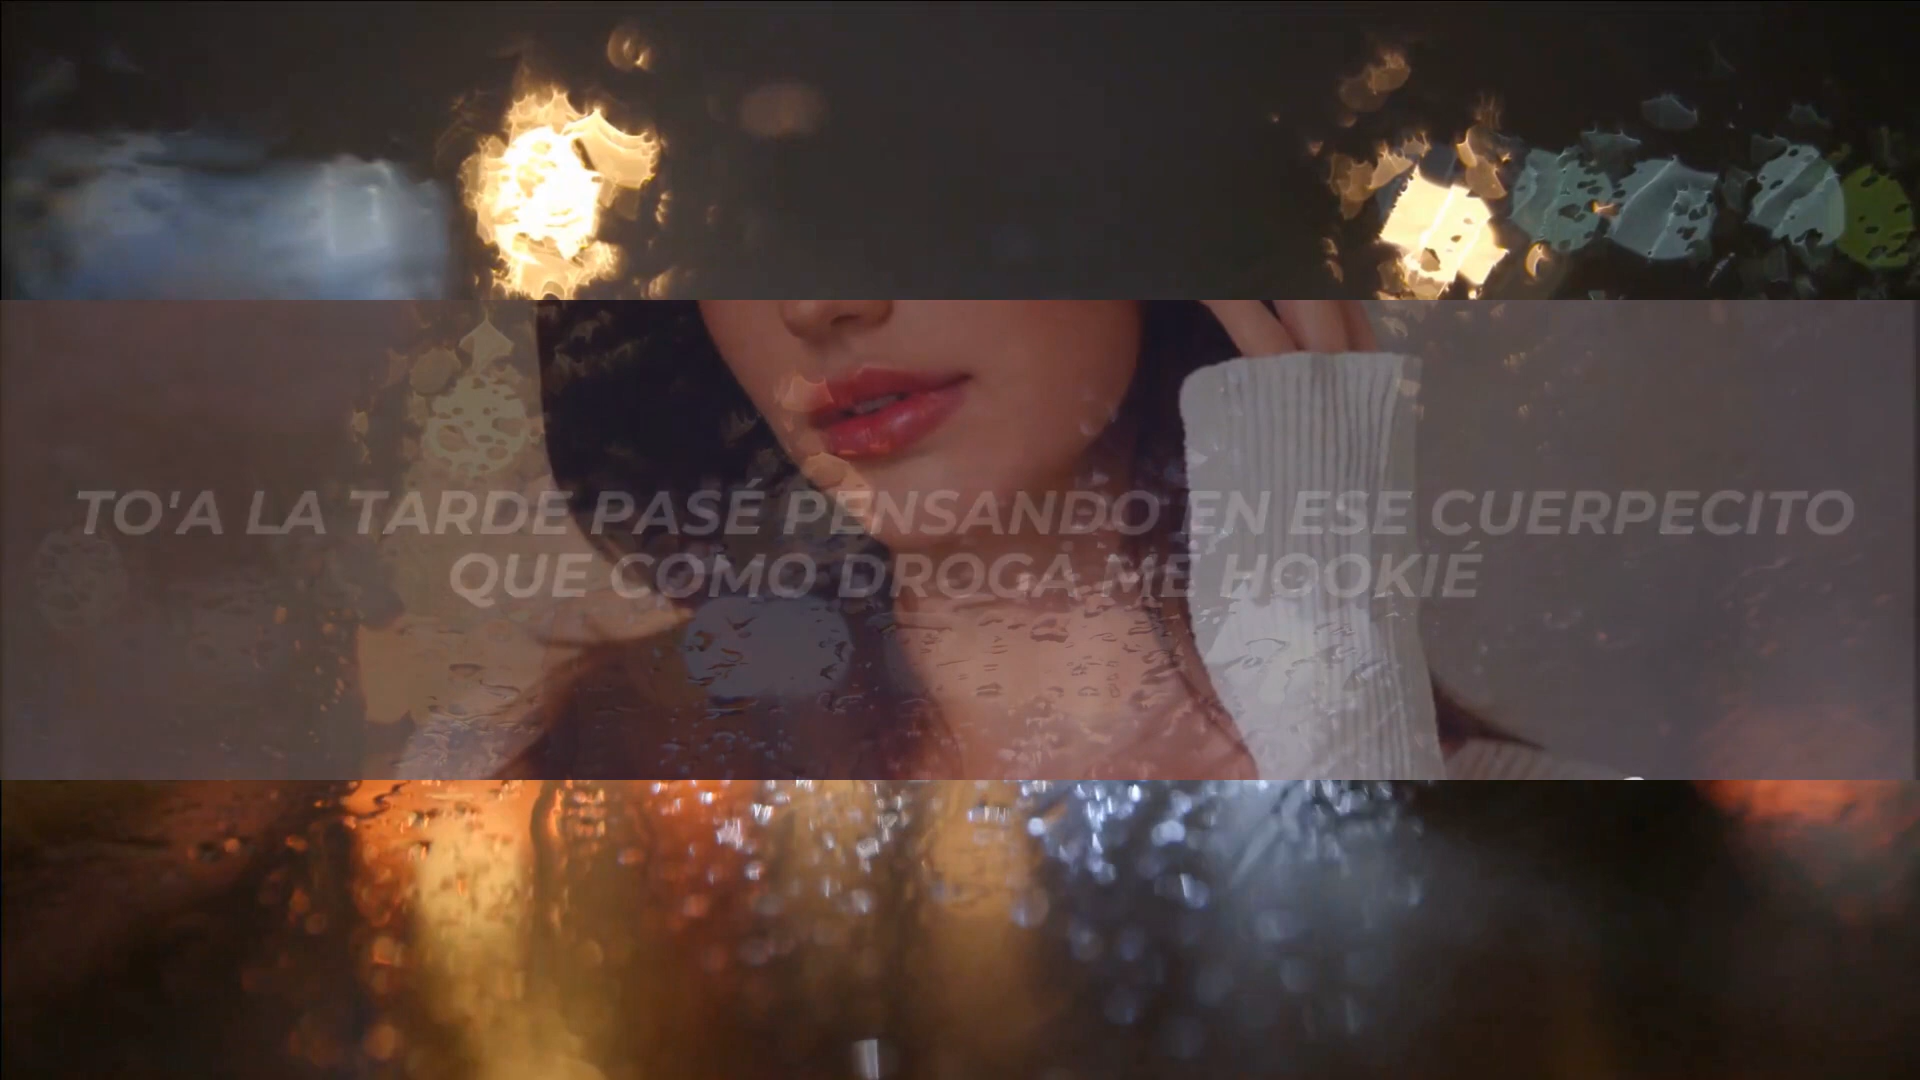 TO'A LA TARDE PASÉ PENSANDO EN ESE CUERPECITO
QUE COMO DROGA ME HOOKIÉ